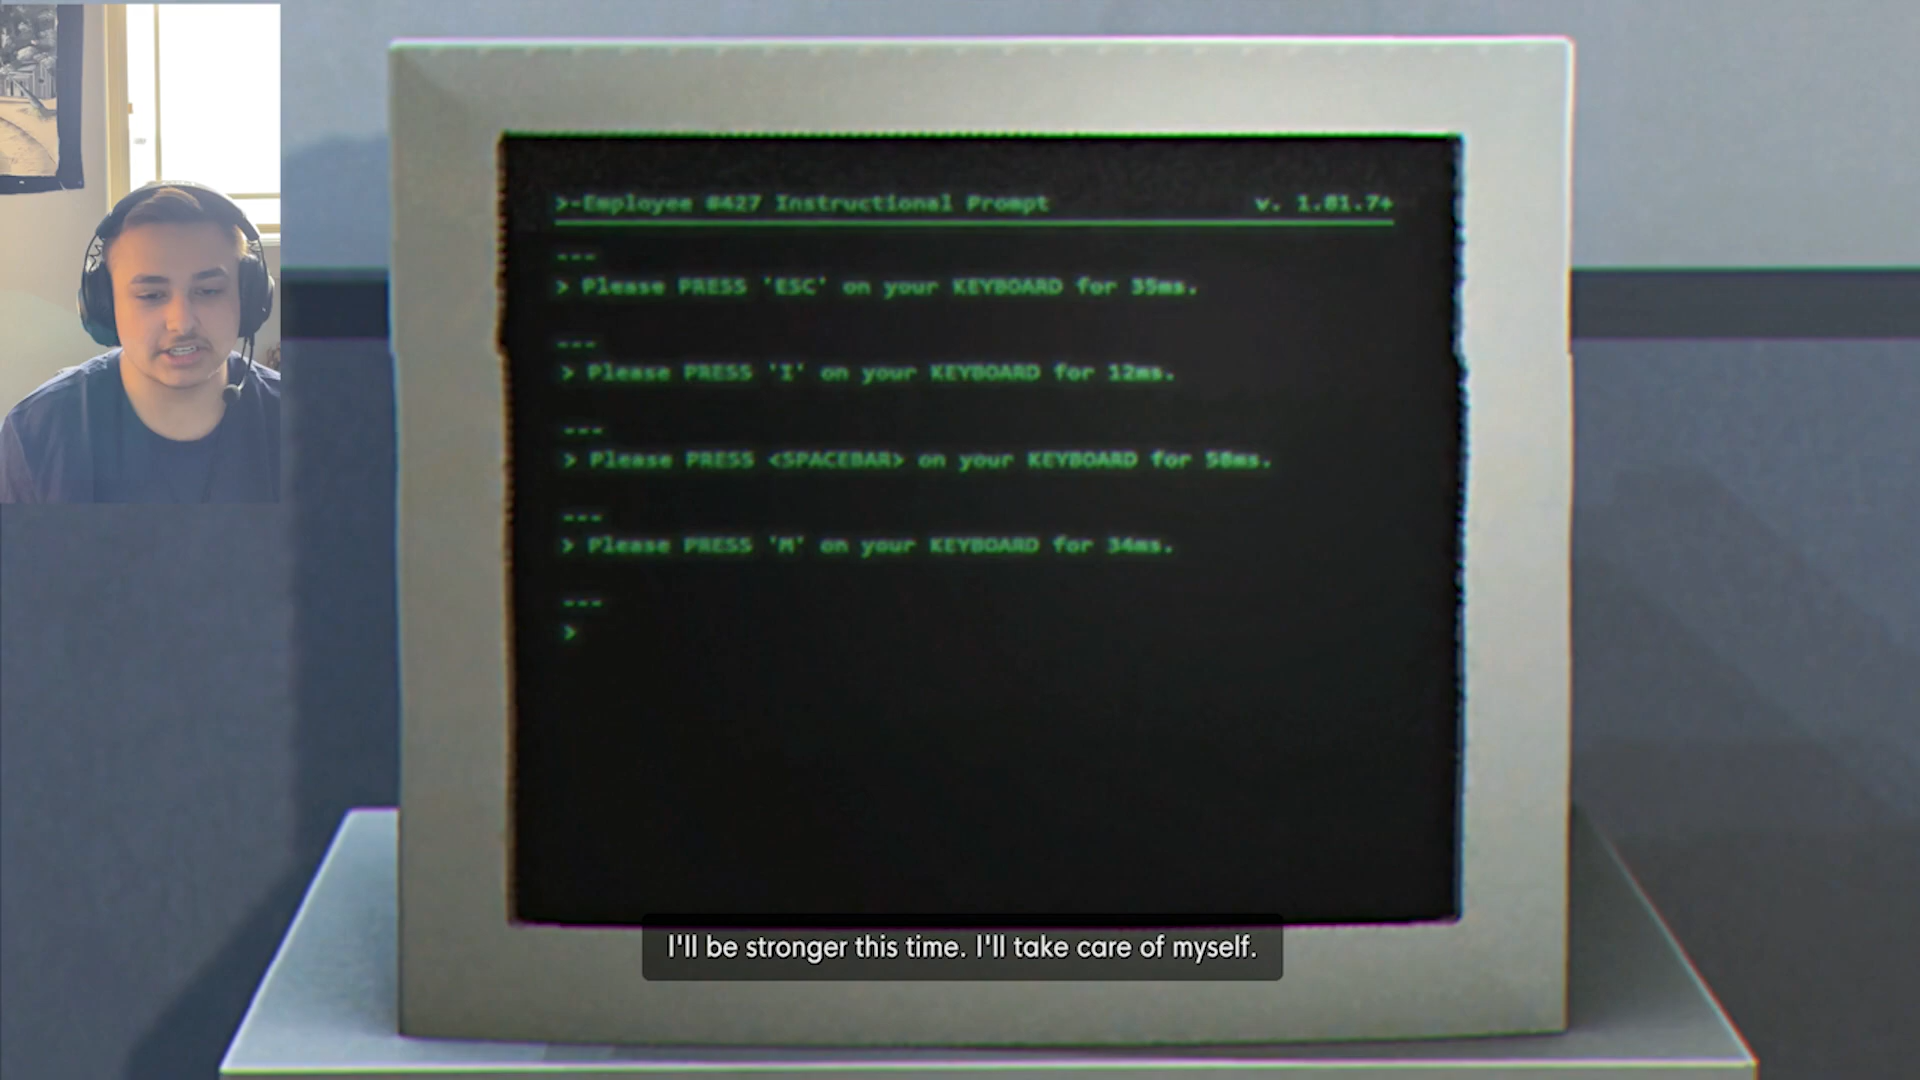 >-Employee #427 Instructional Prompt v. 1.81.7+
---
> Please PRESS 'ESC' on your KEYBOARD for 35ms.
---
> Please PRESS 'I' on your KEYBOARD for 12ms.
---
> Please PRESS <SPACEBAR> on your KEYBOARD for 58ms.
---
> Please PRESS 'M' on your KEYBOARD for 34ms.
---
>
I'll be stronger this time. I'll take care of myself.